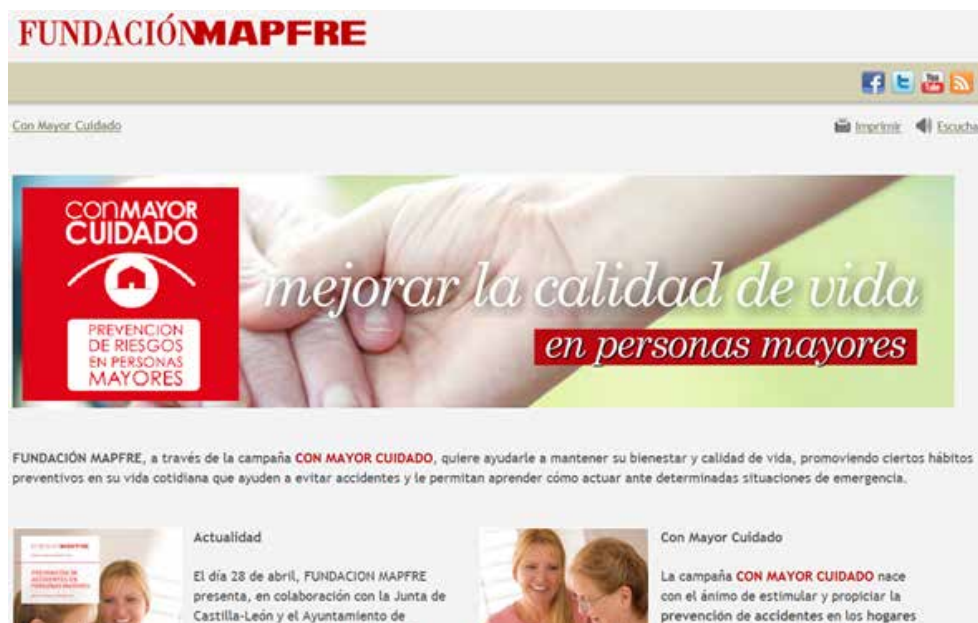 FUNDACIÓNMAPFRE
Con Mayor Cuidado
Imprimir
Escucha
CONMAYOR
CUIDADO
PREVENCION
DE RIESGOS
EN PERSONAS
MAYORES
mejorar la calidad de vida
en personas mayores
FUNDACIÓN MAPFRE, a través de la campaña CON MAYOR CUIDADO, quiere ayudarle a mantener su bienestar y calidad de vida, promoviendo ciertos hábitos
preventivos en su vida cotidiana que ayuden a evitar accidentes y le permitan aprender cómo actuar ante determinadas situaciones de emergencia.
Actualidad
El día 28 de abril, FUNDACION MAPFRE
presenta, en colaboración con la Junta de
Castilla-León y el Ayuntamiento de
Con Mayor Cuidado
La campaña CON MAYOR CUIDADO nace
con el ánimo de estimular y propiciar la
prevención de accidentes en los hogares